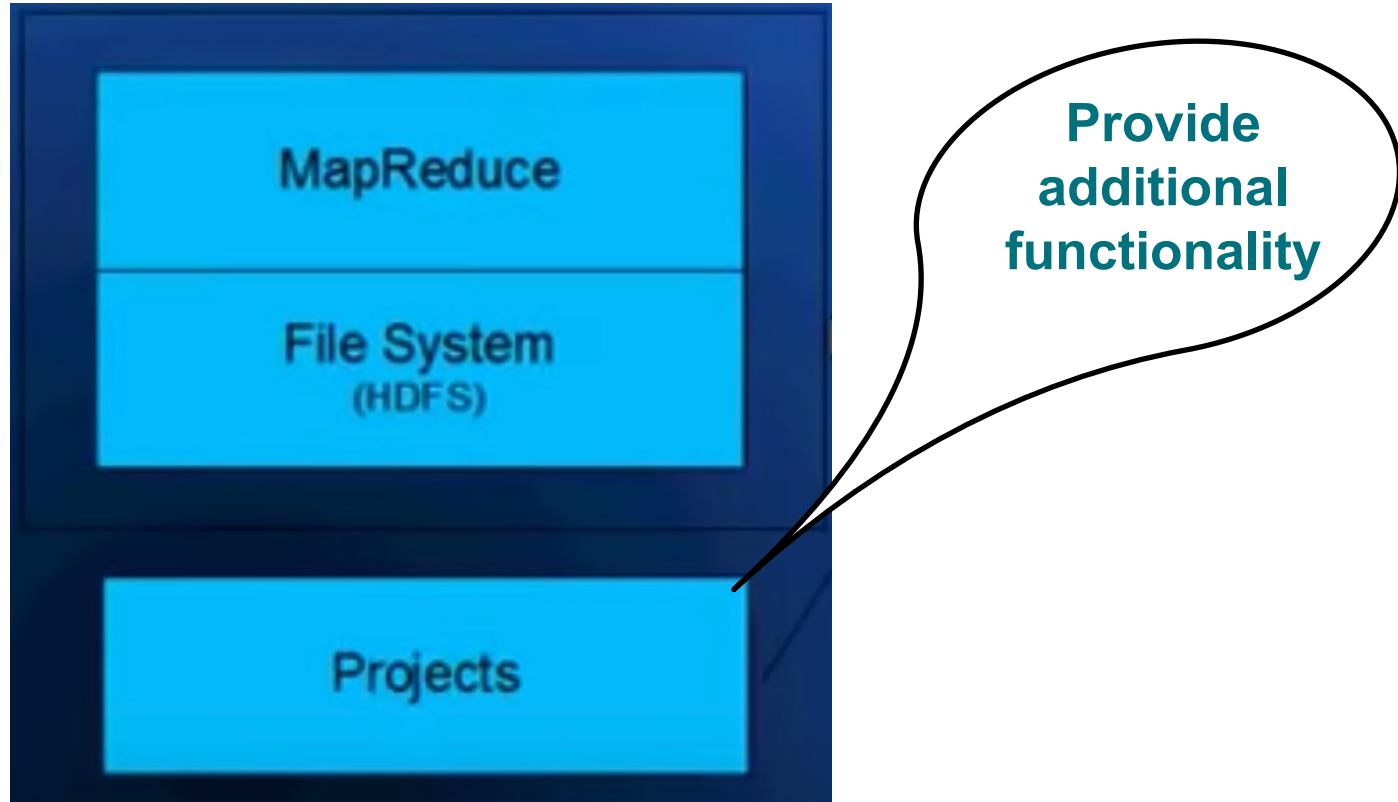 MapReduce
File System
(HDFS)
Projects
Provide
additional
functionality